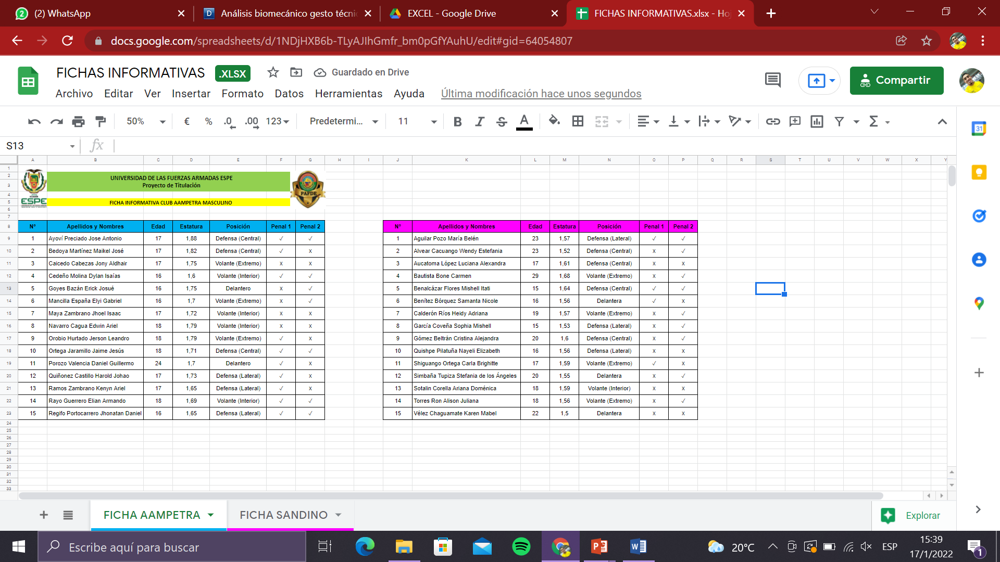 (2) WhatsApp
Análisis biomecánico gesto técnic
EXCEL - Google Drive
FICHAS INFORMATIVAS.xlsx - Ho
docs.google.com/spreadsheets/d/1NDjHXB6b-TLyAJIhGmfr_bm0pGfYAuhU/edit#gid=64054807
FICHAS INFORMATIVAS .XLSX Guardado en Drive
Archivo Editar Ver Insertar Formato Datos Herramientas Ayuda Última modificación hace unos segundos
Compartir
50% € % .0 .00 123 Predetermi... 11 B I S A
S13 fx
A B C D E F G H I J K L M N O P Q R S T U V W X Y
UNIVERSIDAD DE LAS FUERZAS ARMADAS ESPE
Proyecto de Titulación
FICHA INFORMATIVA CLUB AAMPETRA MASCULINO
ESPE
PAFDE
N° Apellidos y Nombres Edad Estatura Posición Penal 1 Penal 2
1 Ayoví Preciado Jose Antonio 17 1,88 Defensa (Central) ✓ ✓
2 Bedoya Martínez Maikel José 17 1,82 Defensa (Central) ✓ X
3 Caicedo Cabezas Jony Aldhair 17 1,75 Volante (Extremo) X X
4 Cedeño Molina Dylan Isaías 16 1,6 Volante (Interior) ✓ ✓
5 Goyes Bazán Erick Josué 16 1,75 Delantero X ✓
6 Mancilla España Elyi Gabriel 16 1,7 Volante (Extremo) X ✓
7 Maya Zambrano Jhoel Isaac 17 1,72 Volante (Interior) X X
8 Navarro Cagua Edwin Ariel 18 1,79 Volante (Interior) X X
9 Orobio Hurtado Jerson Leandro 18 1,79 Volante (Extremo) ✓ X
10 Ortega Jaramillo Jaime Jesús 18 1,71 Defensa (Central) ✓ ✓
11 Porozo Valencia Daniel Guillermo 24 1,7 Delantero ✓ X
12 Quiñonez Castillo Harold Johao 17 1,73 Defensa (Lateral) ✓ X
13 Ramos Zambrano Kenyn Ariel 17 1,65 Defensa (Lateral) ✓ X
14 Rayo Guerrero Elian Armando 18 1,69 Volante (Interior) ✓ ✓
15 Regifo Portocarrero Jhonatan Daniel 16 1,65 Defensa (Lateral) ✓ ✓
N° Apellidos y Nombres Edad Estatura Posición Penal 1 Penal 2
1 Aguilar Pozo María Belén 23 1,57 Defensa (Lateral) ✓ ✓
2 Alvear Cacuango Wendy Estefania 23 1,52 Defensa (Central) X ✓
3 Aucatoma López Luciana Alexandra 17 1,61 Defensa (Central) X X
4 Bautista Bone Carmen 29 1,68 Volante (Extremo) X ✓
5 Benalcázar Flores Mishell Itati 15 1,64 Defensa (Central) ✓ ✓
6 Benítez Bórquez Samanta Nicole 16 1,56 Delantera ✓ X
7 Calderón Ríos Heidy Adriana 19 1,57 Volante (Extremo) X ✓
8 García Coveña Sophia Mishell 15 1,53 Defensa (Lateral) X ✓
9 Gómez Beltrán Cristina Alejandra 20 1,6 Defensa (Central) X ✓
10 Quishpe Pilatuña Nayeli Elizabeth 16 1,56 Defensa (Lateral) X X
11 Shiguango Ortega Carla Brighitte 17 1,59 Volante (Extremo) ✓ X
12 Simbaña Tupiza Stefania de los Ángeles 20 1,55 Delantera X ✓
13 Sotalin Corella Ariana Doménica 18 1,59 Volante (Interior) X X
14 Torres Ron Alison Juliana 18 1,56 Volante (Extremo) X ✓
15 Vélez Chaguamate Karen Mabel 22 1,5 Delantera X X
FICHA AAMPETRA FICHA SANDINO Explorar
Escribe aquí para buscar
20°C ESP 15:39
17/1/2022